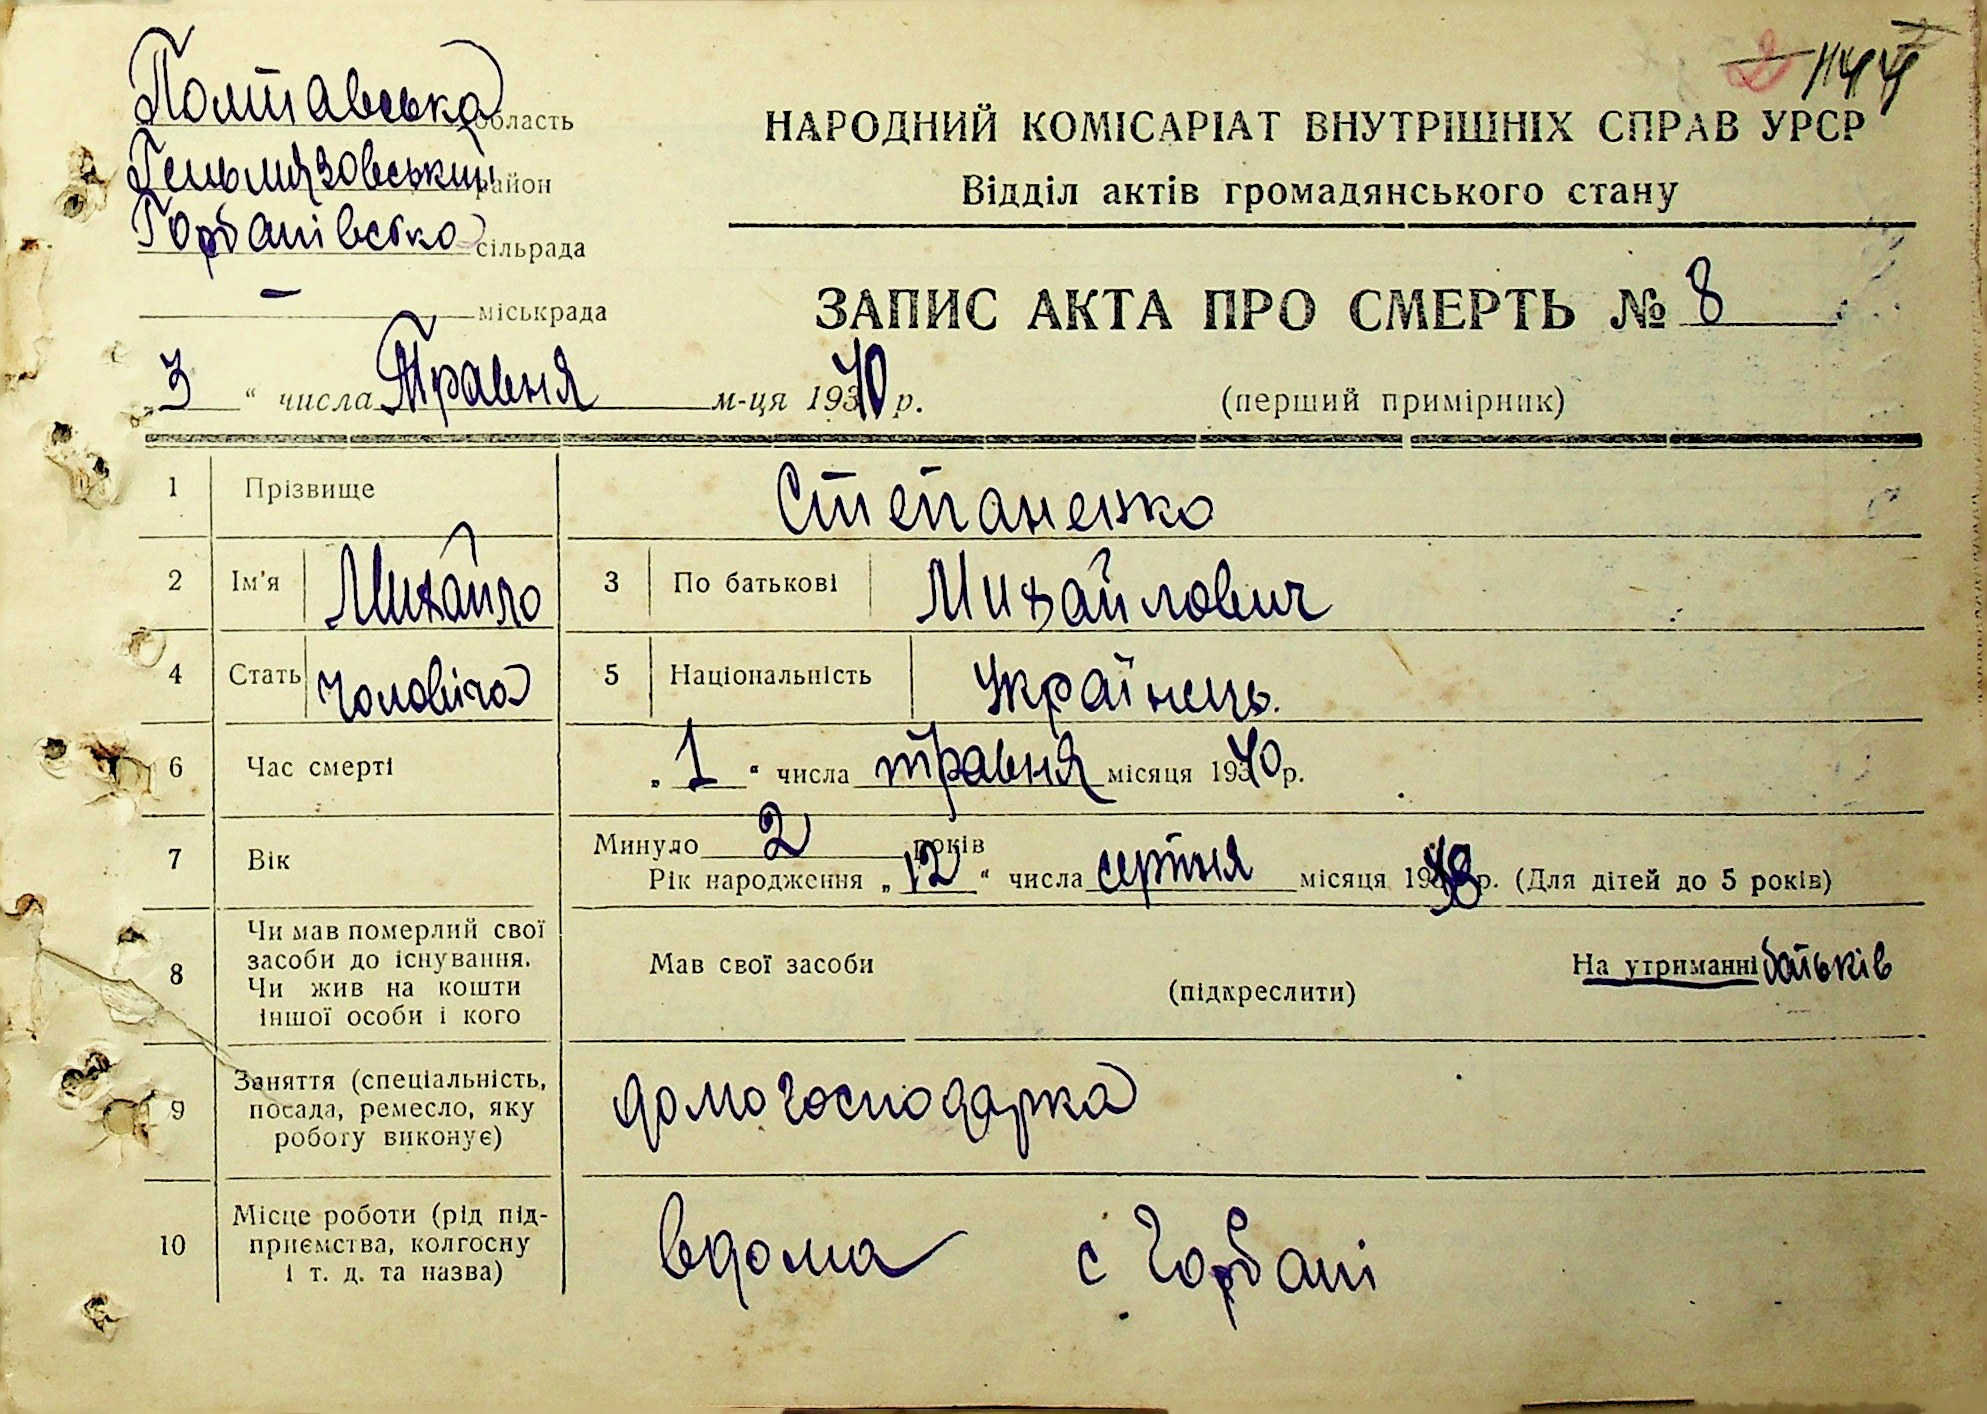 1144
Полтавська область
Гельмязовський район
Горбанівська сільрада
— міськрада
НАРОДНИЙ КОМІСАРІАТ ВНУТРІШНІХ СПРАВ УРСР
Відділ актів громадянського стану
ЗАПИС АКТА ПРО СМЕРТЬ № 8
„3“ числа Травня м-ця 1940 р.
(перший примірник)
1 Прізвище Степаненко
2 Ім'я Михайло 3 По батькові Михайлович
4 Стать чоловіча 5 Національність Українець.
6 Час смерті „1“ числа травня місяця 1940 р.
7 Вік Минуло 2 років
Рік народження „12“ числа серпня місяця 1938 р. (Для дітей до 5 років)
8 Чи мав померлий свої
засоби до існування.
Чи жив на кошти
іншої особи і кого
Мав свої засоби
(підкреслити)
На утриманні батьків
9 Заняття (спеціальність,
посада, ремесло, яку
роботу виконує)
домогосподарка
10 Місце роботи (рід під-
приємства, колгоспу
і т. д. та назва)
вдома с Горбані